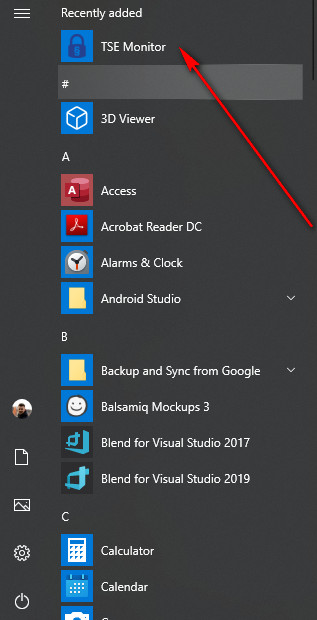 Recently added
TSE Monitor
#
3D Viewer
A
Access
Acrobat Reader DC
Alarms & Clock
Android Studio
B
Backup and Sync from Google
Balsamiq Mockups 3
Blend for Visual Studio 2017
Blend for Visual Studio 2019
C
Calculator
Calendar